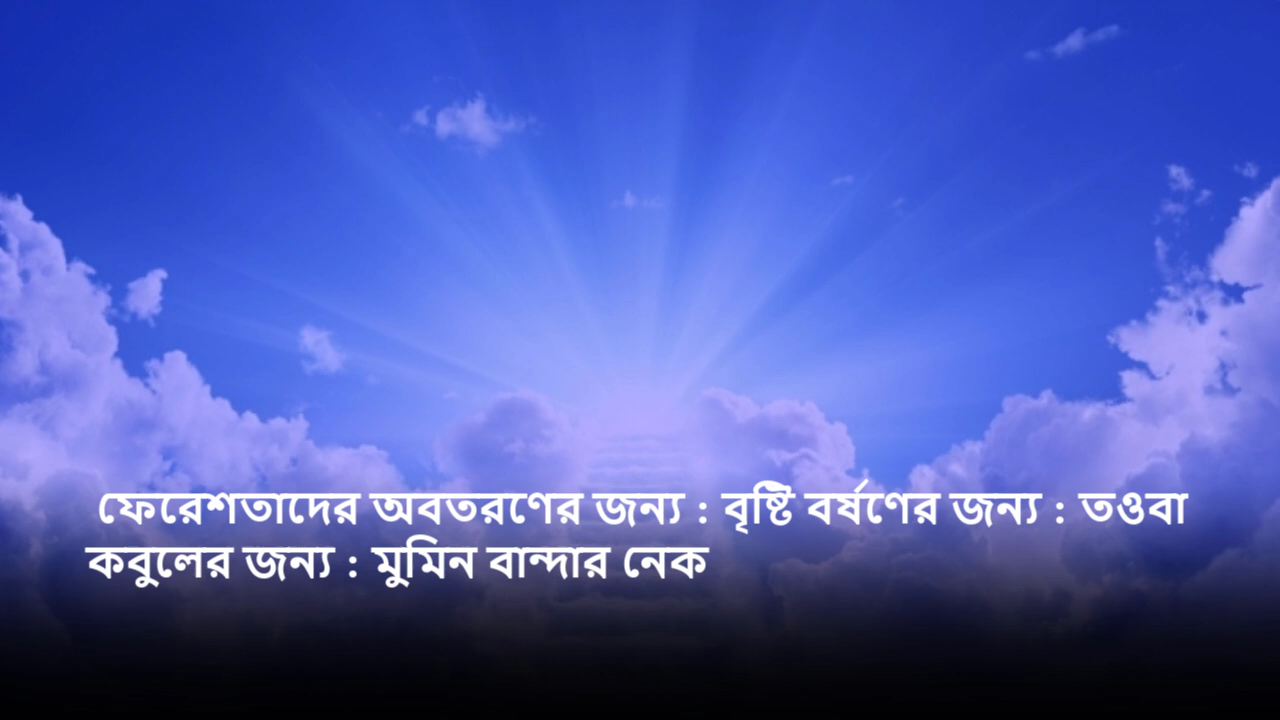 ফেরেশতাদের অবতরণের জন্য : বৃষ্টি বর্ষণের জন্য : তওবা
কবুলের জন্য : মুমিন বান্দার নেক